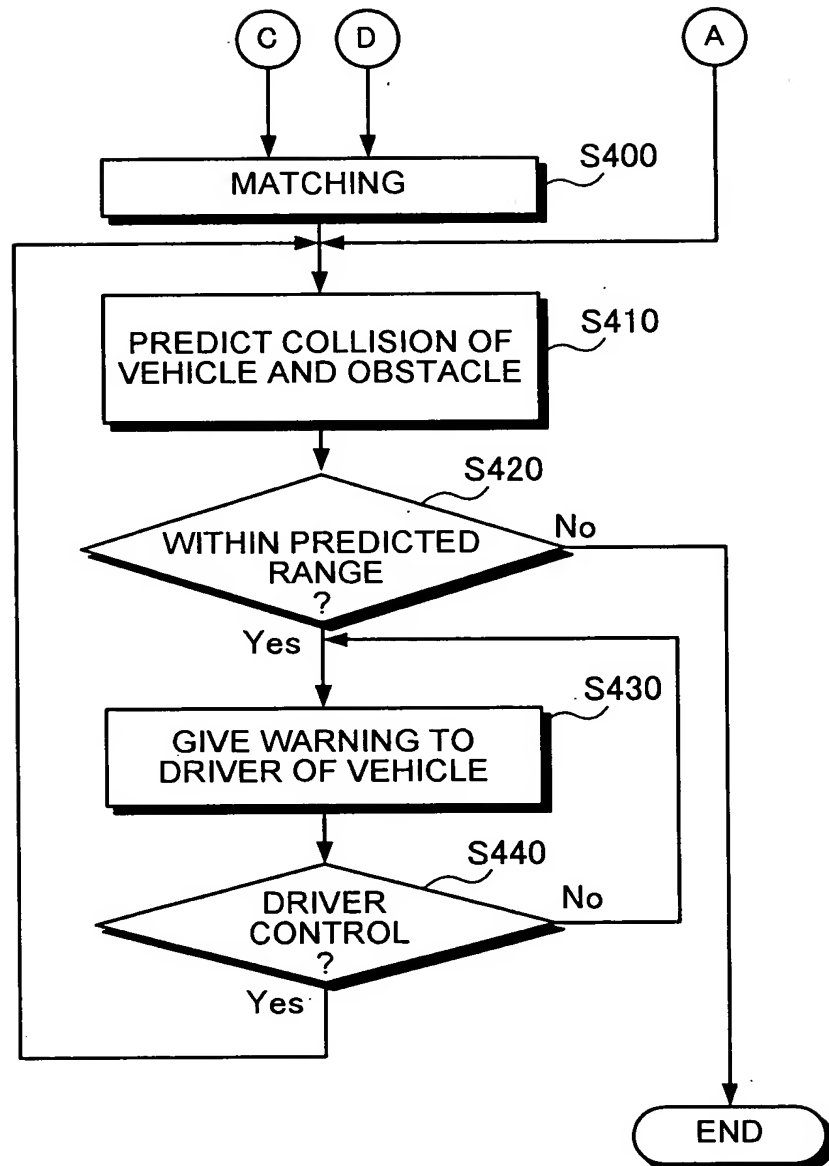 C
D
A
S400
MATCHING
S410
PREDICT COLLISION OF
VEHICLE AND OBSTACLE
S420
No
WITHIN PREDICTED
RANGE
?
Yes
S430
GIVE WARNING TO
DRIVER OF VEHICLE
S440
No
DRIVER
CONTROL
?
Yes
END